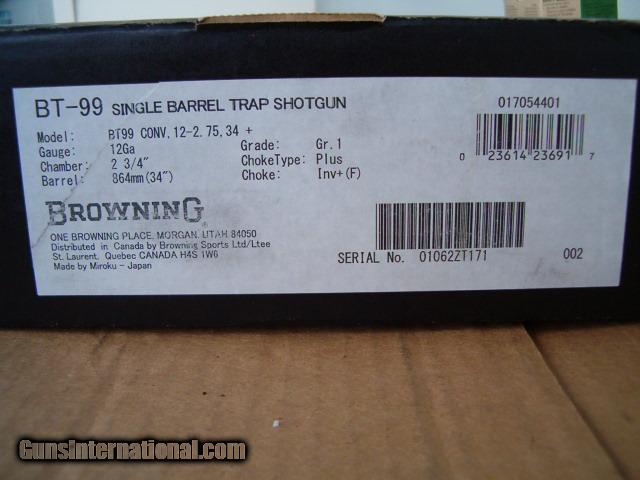 BT-99 SINGLE BARREL TRAP SHOTGUN
017054401
Model: BT99 CONV, 12-2.75, 34 +
Gauge: 12Ga Grade: Gr.1
Chamber: 2 3/4" ChokeType: Plus
Barrel: 864mm(34") Choke: Inv+(F)
0 23614 23691 7
BROWNING
ONE BROWNING PLACE, MORGAN, UTAH 84050
Distributed in Canada by Browning Sports Ltd/Ltee
St. Laurent, Quebec CANADA H4S 1W6
Made by Miroku - Japan
SERIAL No. 01062ZT171 002
GunsInternational.com